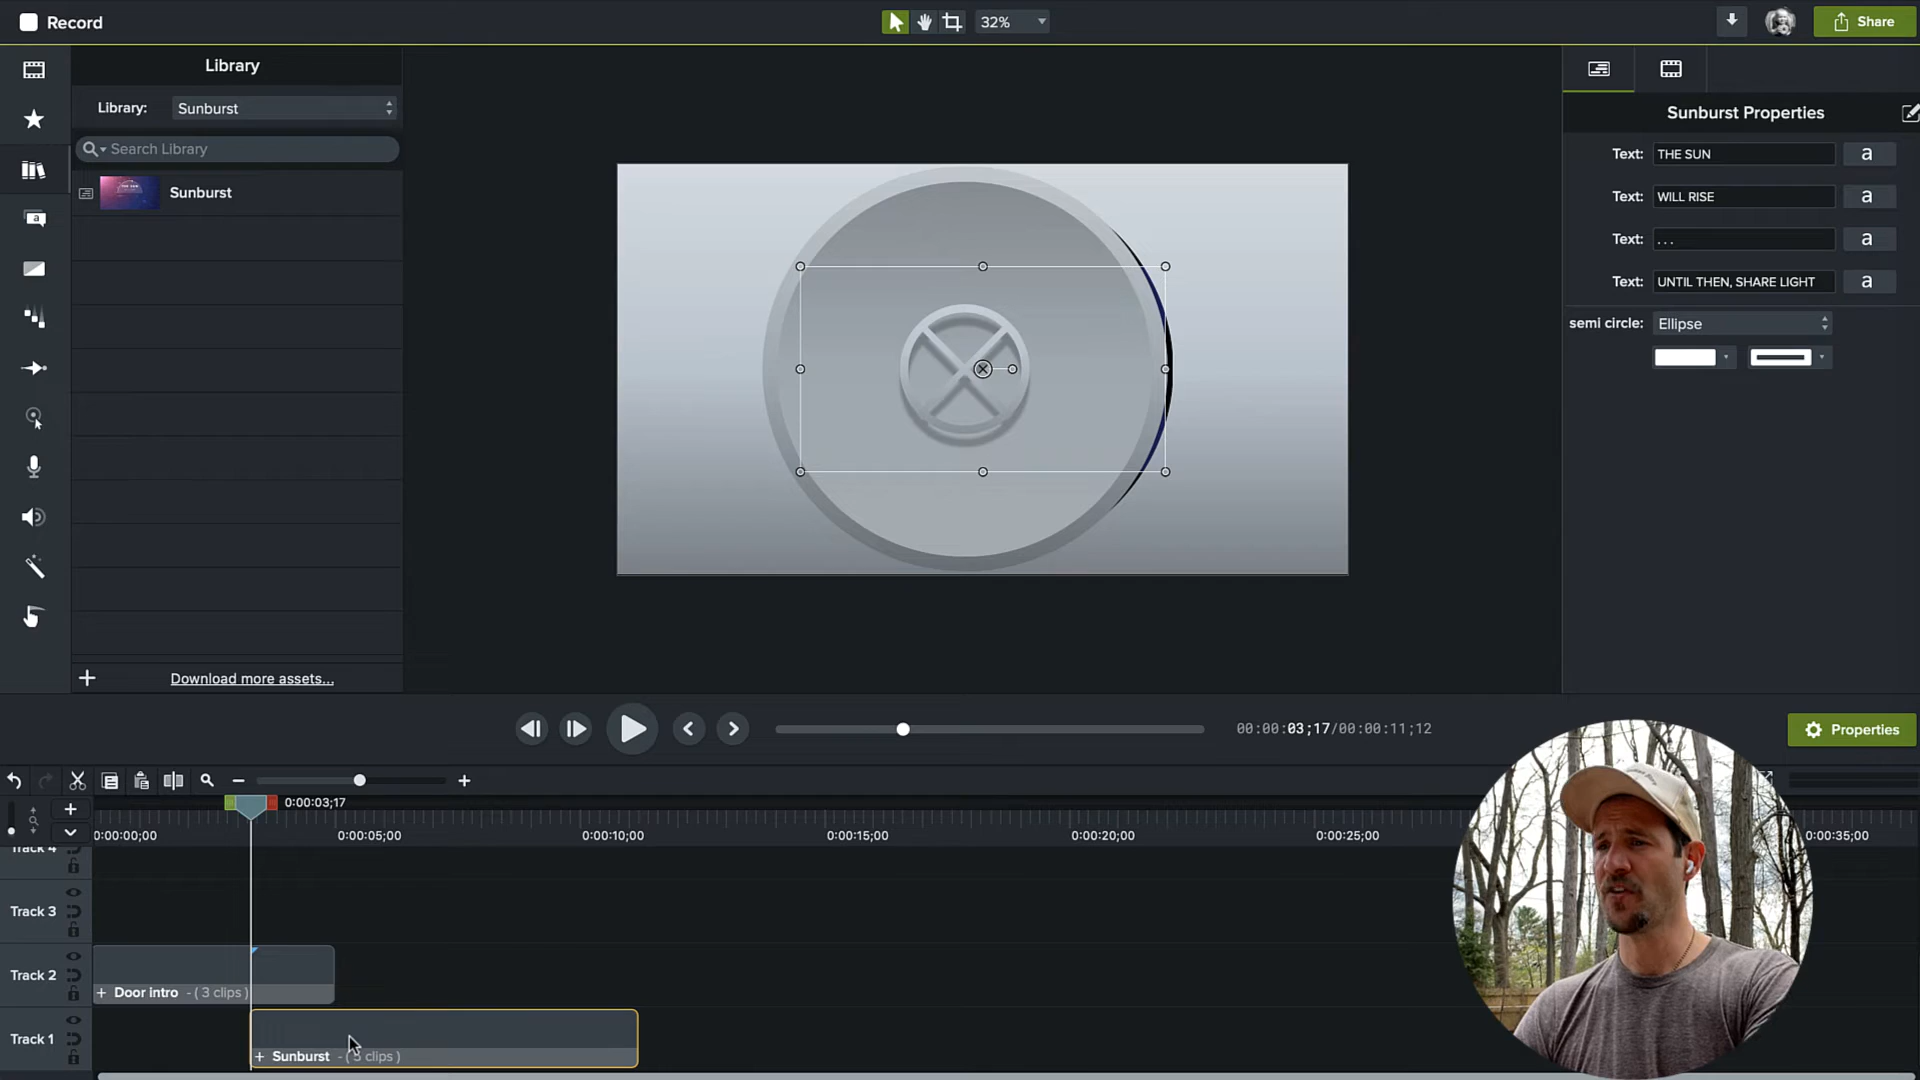 Record
32%
Share
Library
Library: Sunburst
Search Library
Sunburst
Download more assets...
Sunburst Properties
Text: THE SUN a
Text: WILL RISE a
Text: . . . a
Text: UNTIL THEN, SHARE LIGHT a
semi circle: Ellipse
00:00:03;17/00:00:11;12
Properties
0:00:03;17
0:00:00;00 0:00:05;00 0:00:10;00 0:00:15;00 0:00:20;00 0:00:25;00 0:00:35;00
Track 4
Track 3
Track 2
+ Door intro - ( 3 clips )
Track 1
+ Sunburst - ( 3 clips )